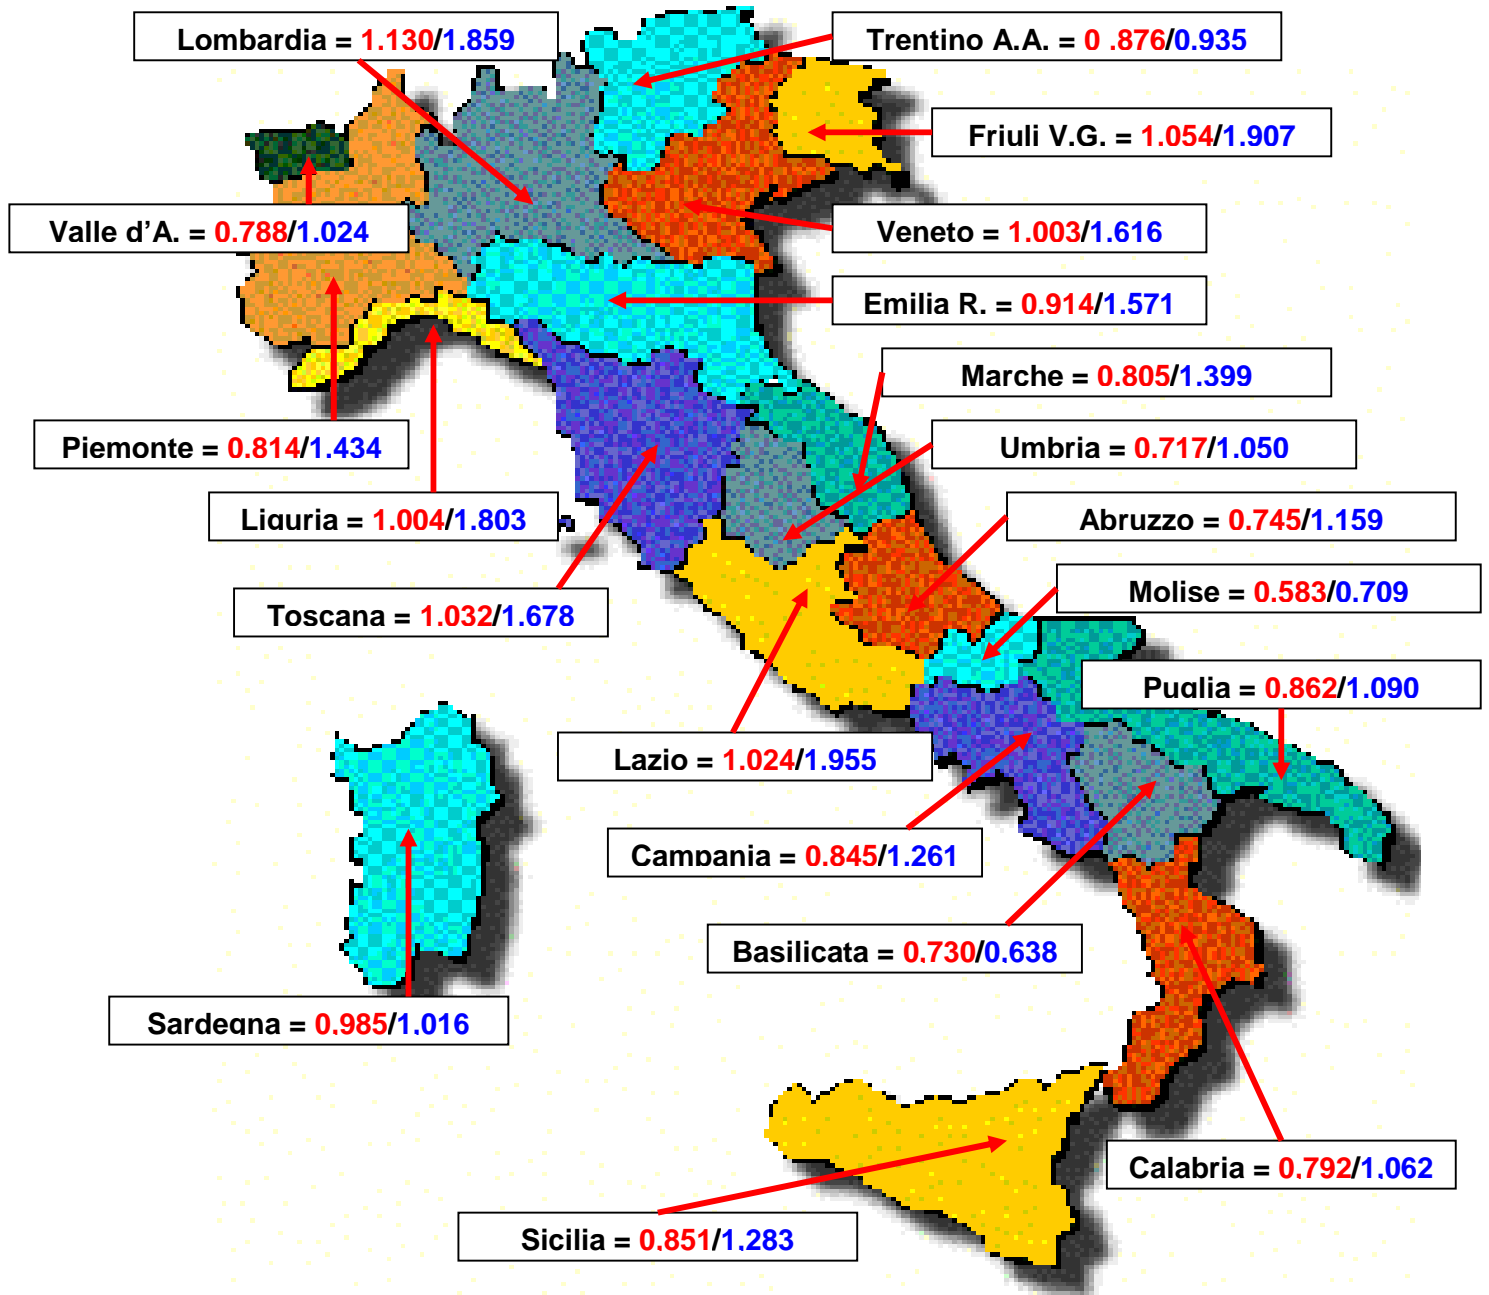 Lombardia = 1.130/1.859
Trentino A.A. = 0 .876/0.935
Friuli V.G. = 1.054/1.907
Valle d'A. = 0.788/1.024
Veneto = 1.003/1.616
Emilia R. = 0.914/1.571
Marche = 0.805/1.399
Piemonte = 0.814/1.434
Umbria = 0.717/1.050
Liguria = 1.004/1.803
Abruzzo = 0.745/1.159
Molise = 0.583/0.709
Toscana = 1.032/1.678
Puglia = 0.862/1.090
Lazio = 1.024/1.955
Campania = 0.845/1.261
Basilicata = 0.730/0.638
Sardegna = 0.985/1.016
Calabria = 0.792/1.062
Sicilia = 0.851/1.283